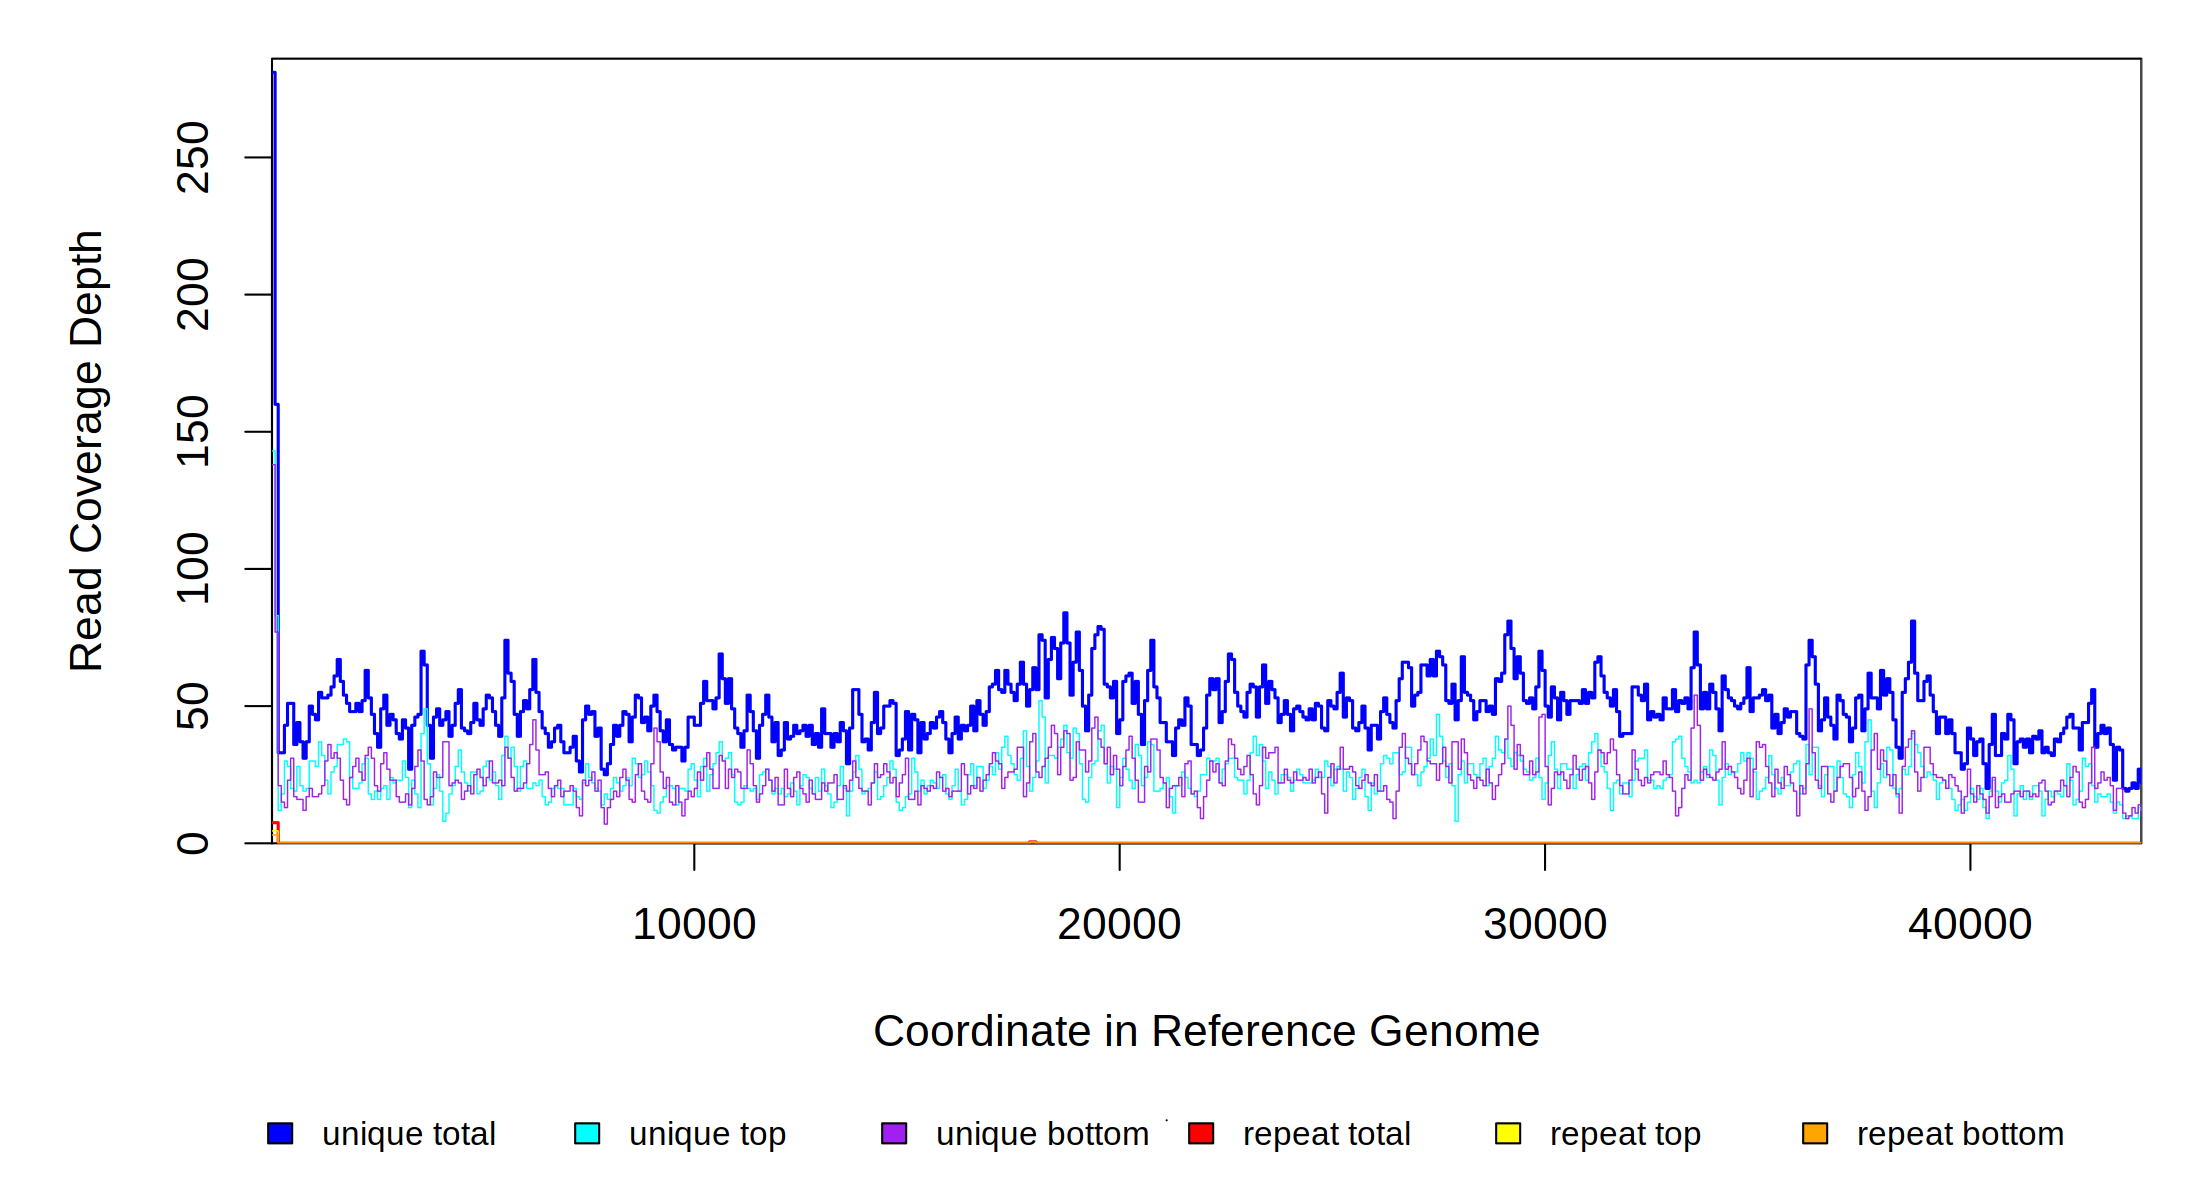 250
200
150
100
50
0
Read Coverage Depth
10000 20000 30000 40000
Coordinate in Reference Genome
unique total unique top unique bottom repeat total repeat top repeat bottom